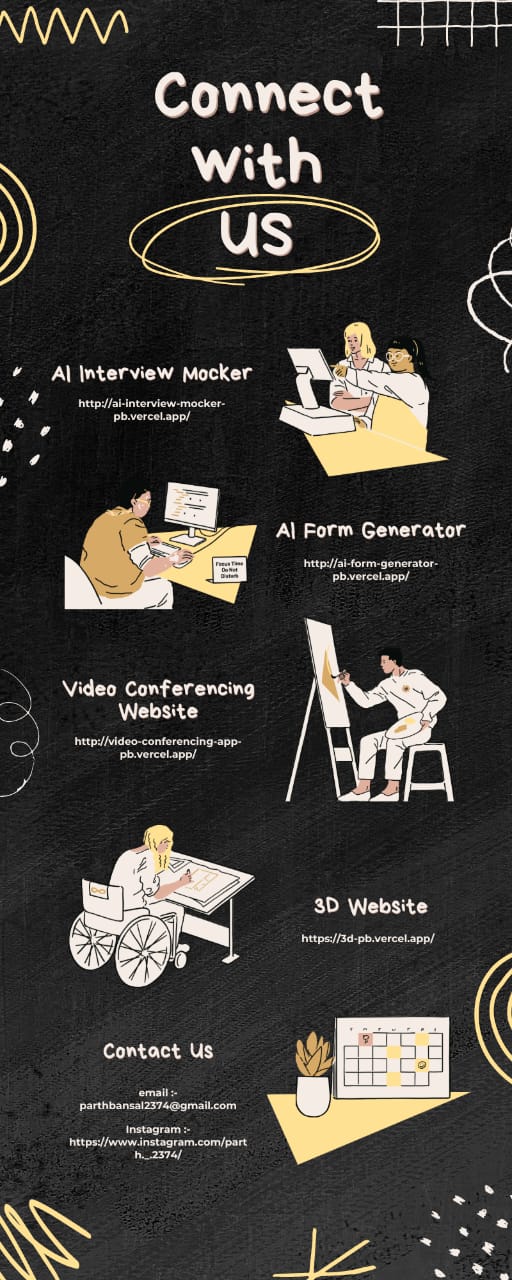 Connect
with
us
AI Interview Mocker
http://ai-interview-mocker-
pb.vercel.app/
Focus Time
Do Not
Disturb
AI Form Generator
http://ai-form-generator-
pb.vercel.app/
Video Conferencing
Website
http://video-conferencing-app-
pb.vercel.app/
3D Website
https://3d-pb.vercel.app/
Contact Us
email :-
parthbansal2374@gmail.com
Instagram :-
https://www.instagram.com/part
h._.2374/